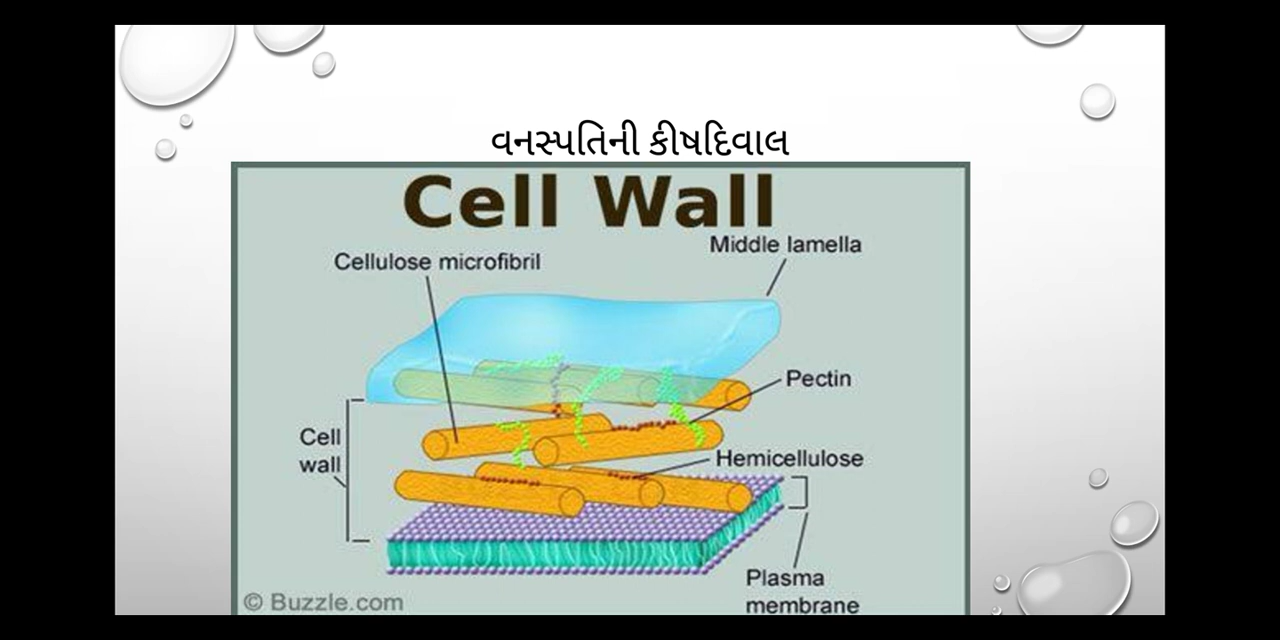 વનસ્પતિની કીષદિવાલ
Cell Wall
Middle lamella
Cellulose microfibril
Pectin
Cell
wall
Hemicellulose
Plasma
membrane
© Buzzle.com